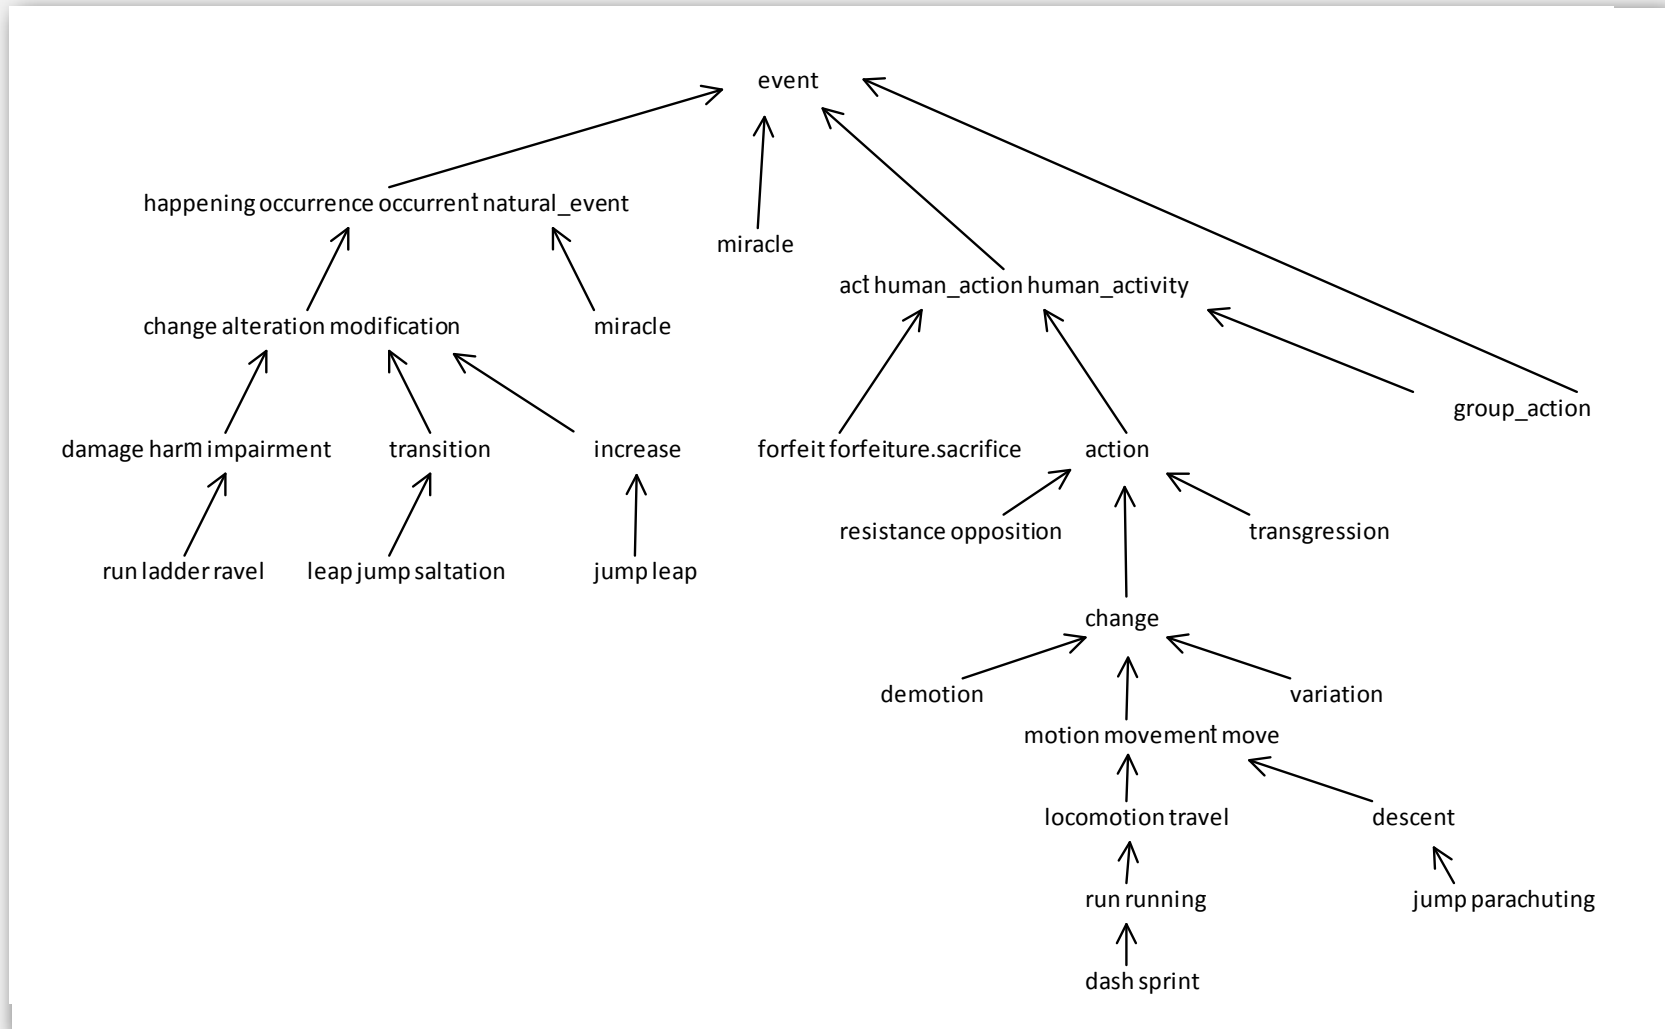 event
happening occurrence occurrent natural_event
miracle
act human_action human_activity
change alteration modification
miracle
group_action
damage harm impairment
transition
increase
forfeit forfeiture.sacrifice
action
resistance opposition
transgression
run ladder ravel
leap jump saltation
jump leap
change
demotion
variation
motion movement move
locomotion travel
descent
run running
jump parachuting
dash sprint